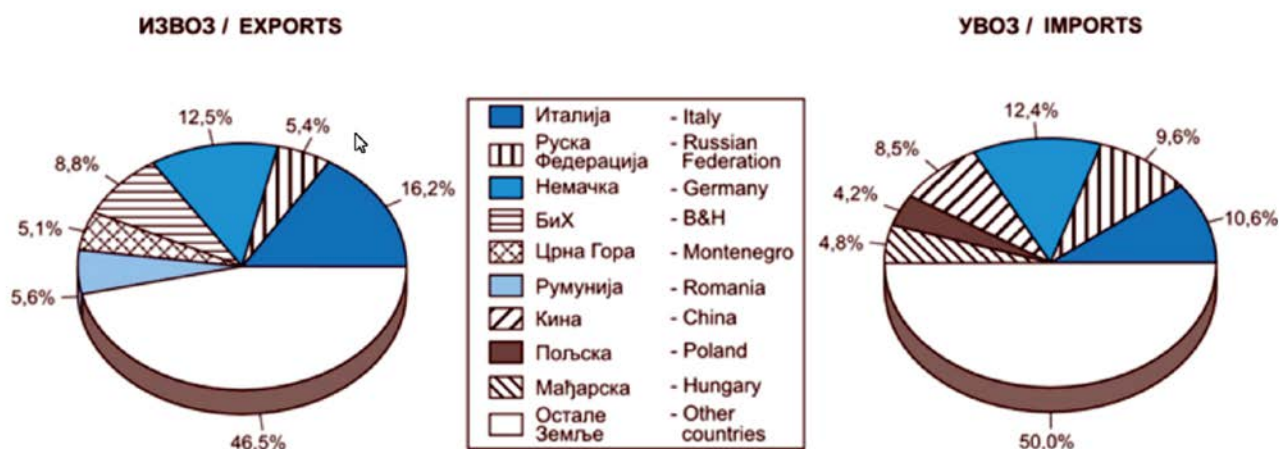 ИЗВОЗ / EXPORTS
12,5%
5,4%
8,8%
16,2%
5,1%
5,6%
46,5%
Италија - Italy
Руска - Russian
Федерација Federation
Немачка - Germany
БиХ - B&H
Црна Гора - Montenegro
Румунија - Romania
Кина - China
Пољска - Poland
Мађарска - Hungary
Остале - Other
Земље countries
УВОЗ / IMPORTS
12,4%
9,6%
8,5%
4,2%
10,6%
4,8%
50,0%